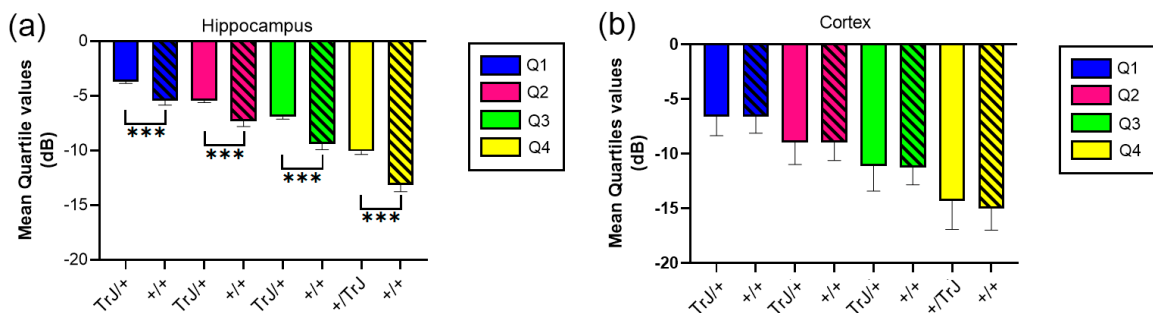 (a)
Hippocampus
Mean Quartile values
(dB)
0
-5
-10
-15
-20
***
***
***
***
TrJ/+
+/+
TrJ/+
+/+
TrJ/+
+/+
+/TrJ
+/+
Q1
Q2
Q3
Q4
(b)
Cortex
Mean Quartiles values
(dB)
0
-5
-10
-15
-20
TrJ/+
+/+
TrJ/+
+/+
TrJ/+
+/+
+/TrJ
+/+
Q1
Q2
Q3
Q4